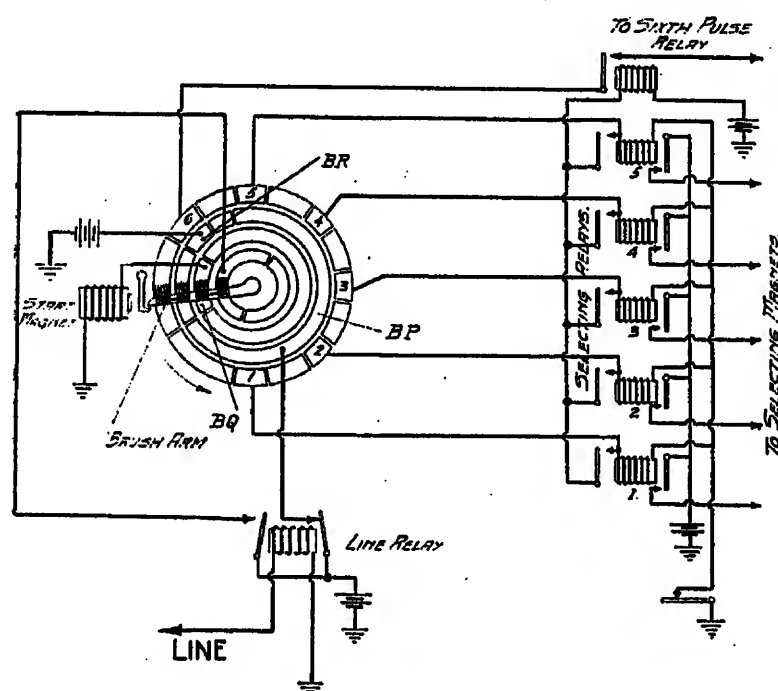 TO SIXTH PULSE
RELAY
BR
6
5
4
3
2
1
START
MAGNET
BP
BQ
BRUSH ARM
SELECTING RELAYS.
5
4
3
2
1.
TO SELECTING MAGNETS
LINE RELAY
LINE